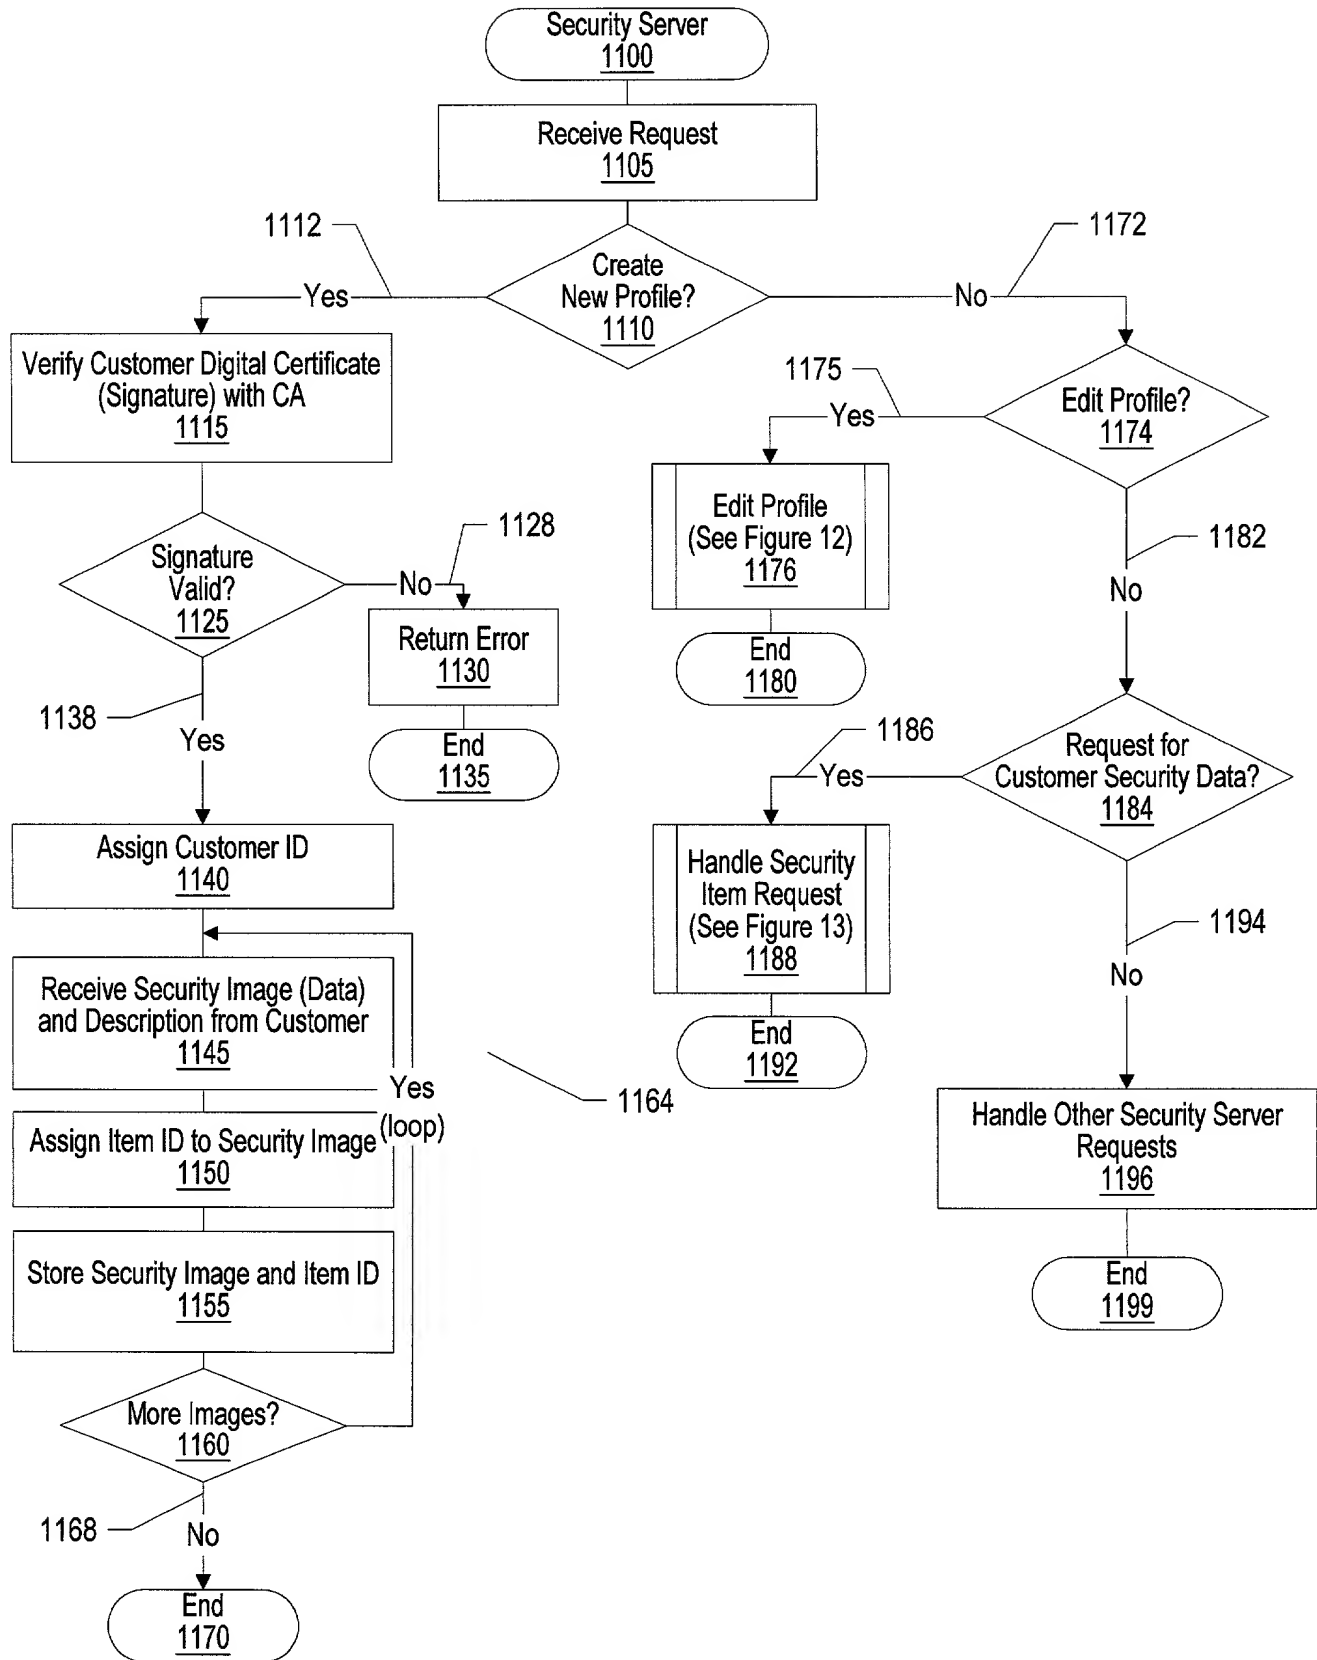 Security Server
1100
Receive Request
1105
1112
1172
Create
New Profile?
1110
Yes
No
Verify Customer Digital Certificate
(Signature) with CA
1115
1175
Edit Profile?
1174
Yes
Edit Profile
(See Figure 12)
1176
1182
No
End
1180
Signature
Valid?
1125
1128
No
Return Error
1130
End
1135
1138
Yes
1186
Request for
Customer Security Data?
1184
Yes
Assign Customer ID
1140
Handle Security
Item Request
(See Figure 13)
1188
1194
No
End
1192
Receive Security Image (Data)
and Description from Customer
1145
Yes
(loop)
1164
Assign Item ID to Security Image
1150
Handle Other Security Server
Requests
1196
Store Security Image and Item ID
1155
End
1199
More Images?
1160
1168
No
End
1170